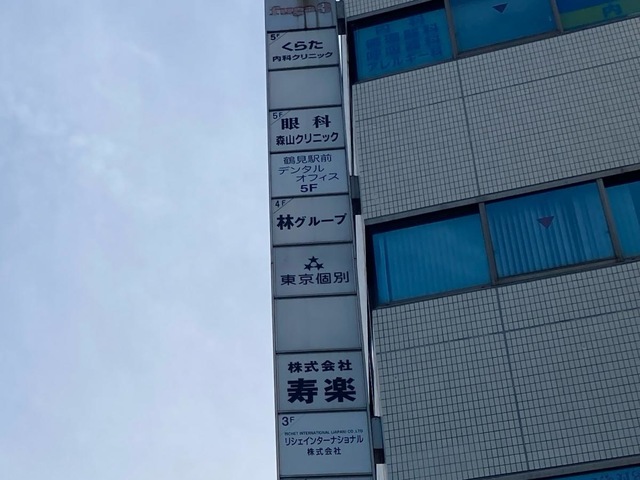 5F
くらた
内科クリニック
5F
眼科
森山クリニック
鶴見駅前
デンタル
オフィス
5F
4F
林グループ
東京個別
株式会社
寿楽
3F
リシェインターナショナル
株式会社